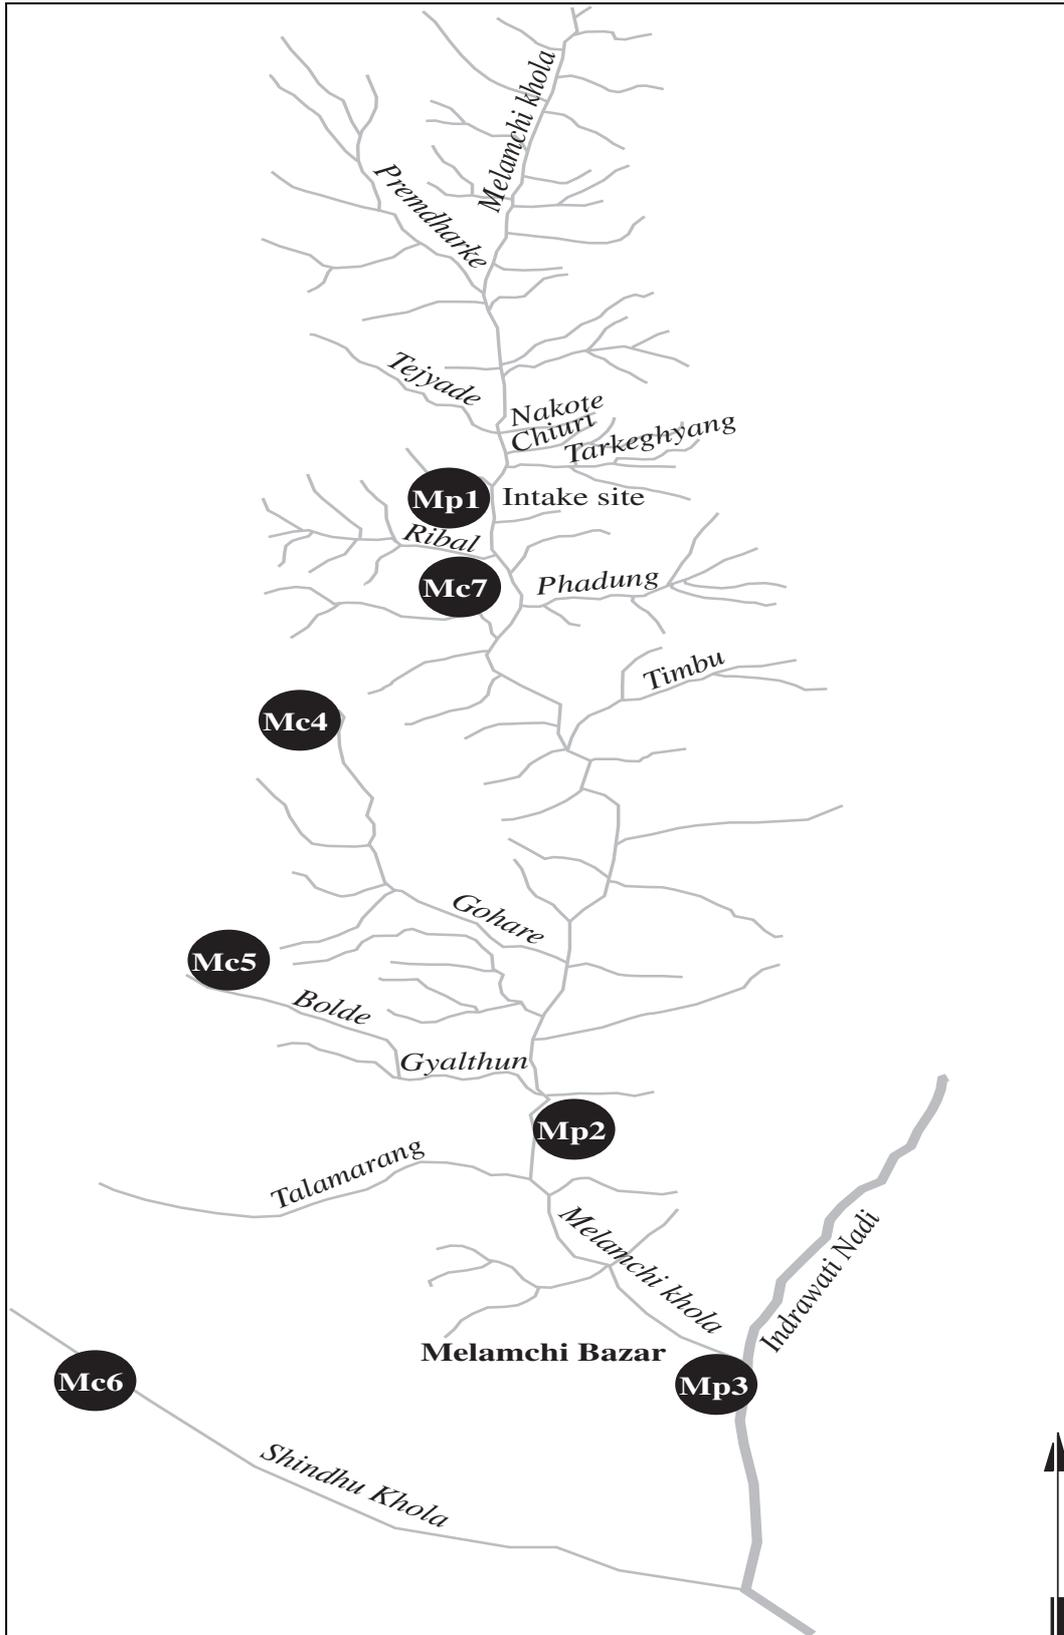 Melamchi khola
Premdharke
Tejyade
Nakote
Chiuri
Tarkeghyang
Mp1
Intake site
Ribal
Mc7
Phadung
Timbu
Mc4
Gohare
Mc5
Bolde
Gyalthun
Mp2
Talamarang
Melamchi khola
Indrawati Nadi
Melamchi Bazar
Mp3
Mc6
Shindhu Khola